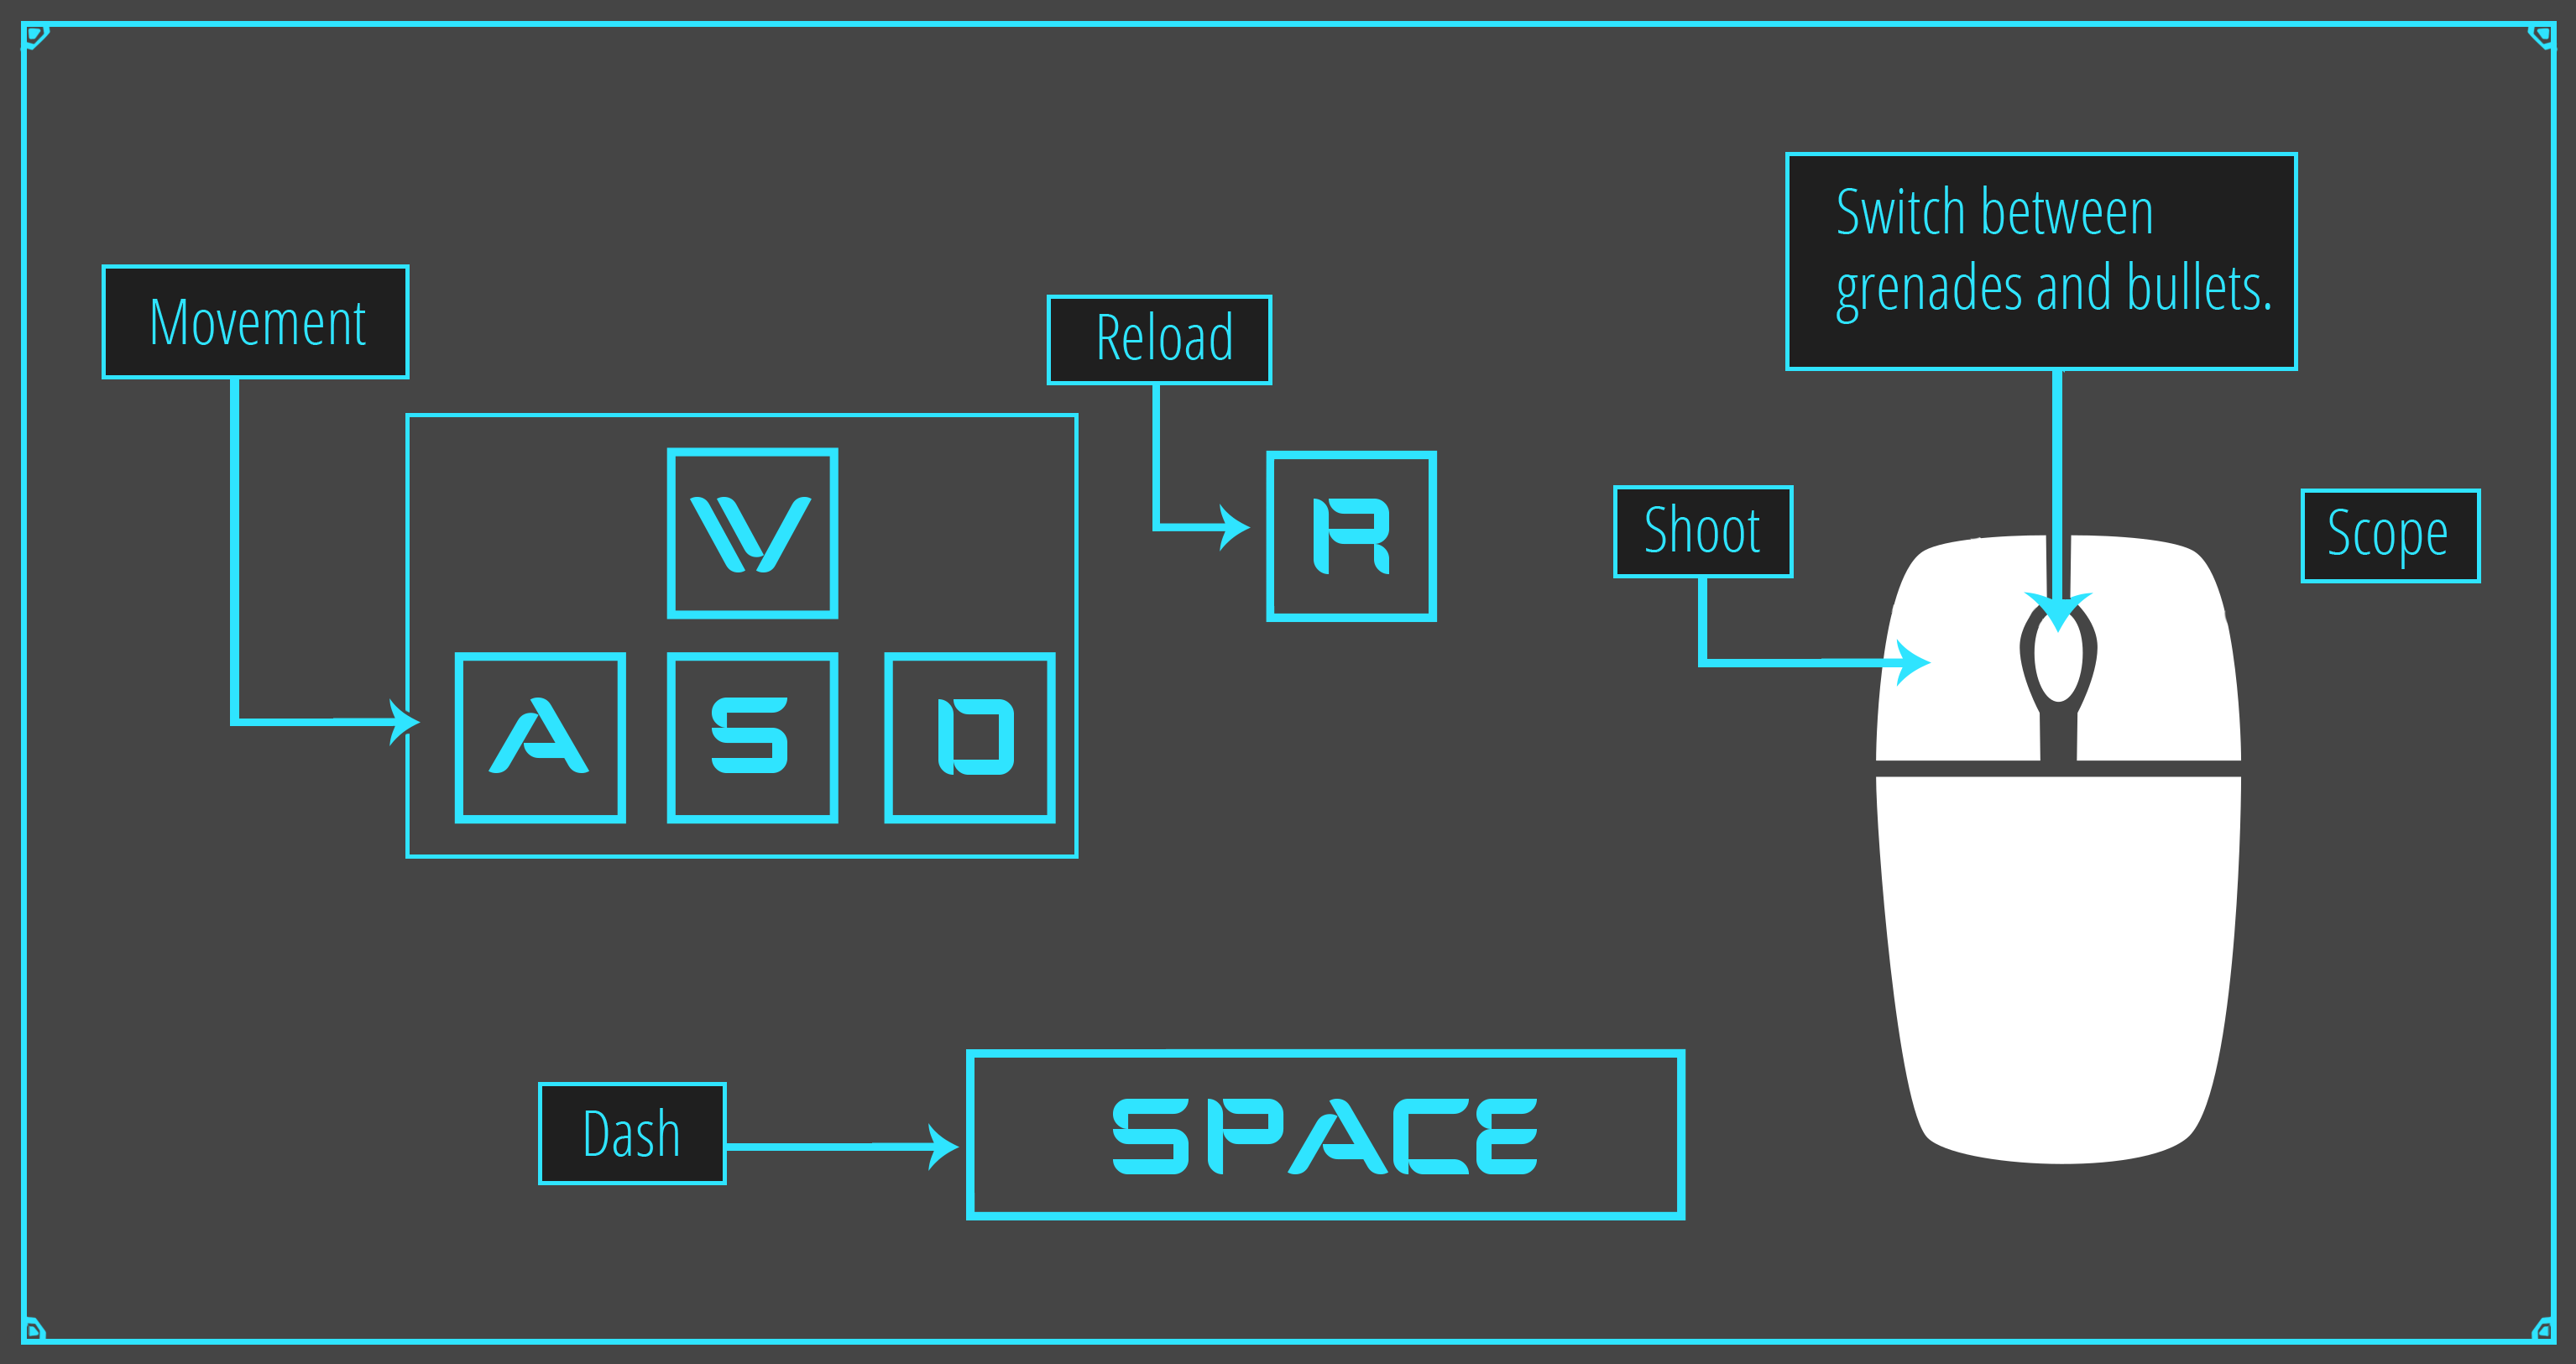 Switch between
grenades and bullets.
Movement
Reload
Shoot
Scope
W
R
A S D
Dash
SPACE